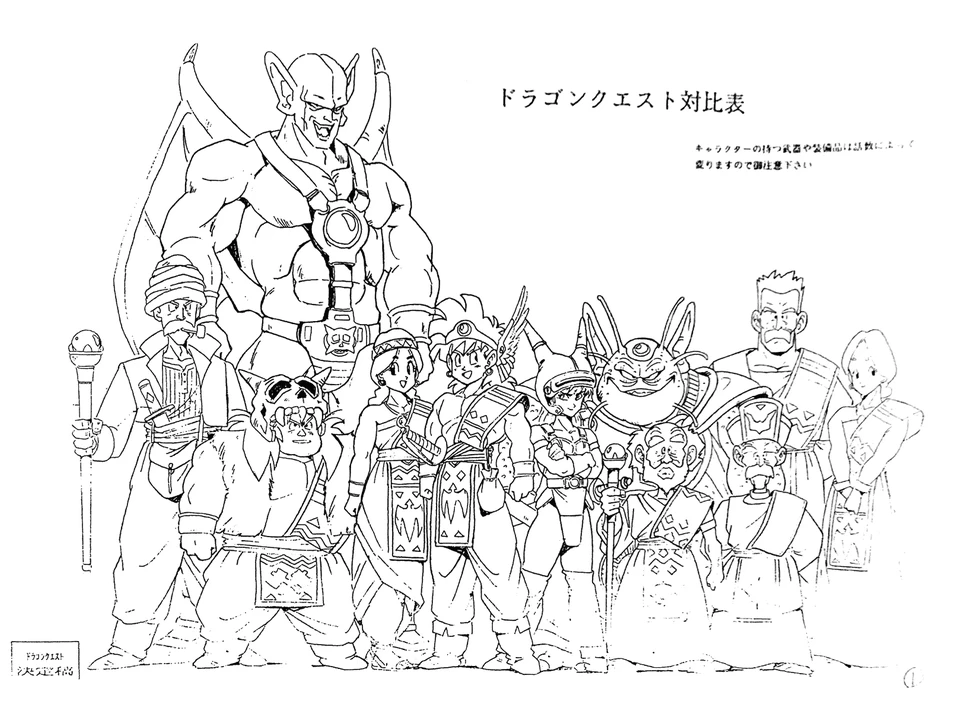 ドラゴンクエスト対比表
キャラクターの持つ武器や装備品は話数によって
変りますので御注意下さい
ドラゴンクエスト
決定稿
①